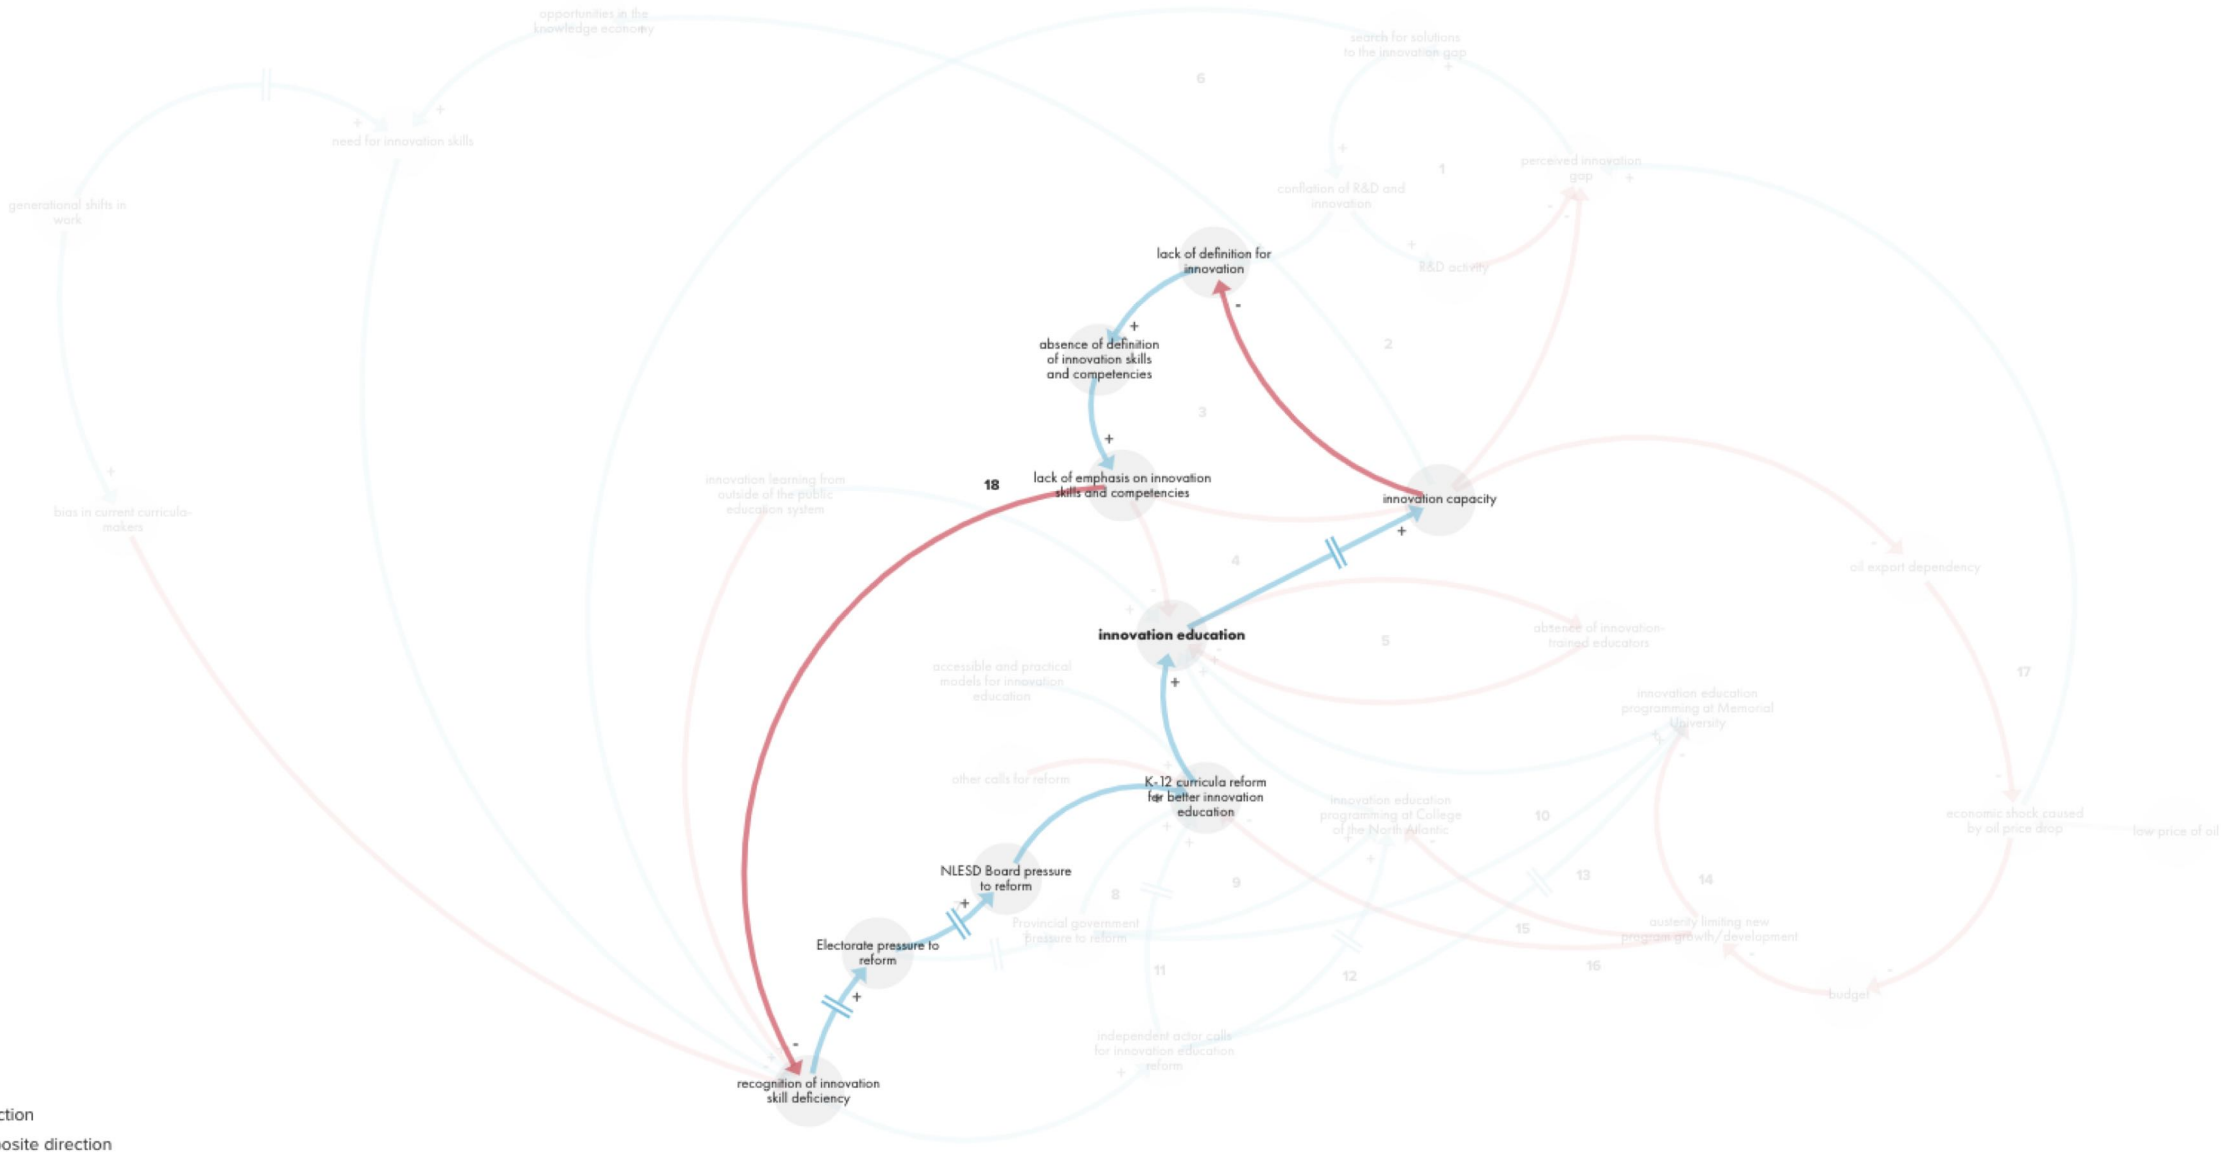 opportunities in the
knowledge economy
search for solutions
to the innovation gap
6
need for innovation skills
1
perceived innovation
gap
conflation of R&D and
innovation
generational shifts in
work
lack of definition for
innovation
R&D activity
absence of definition
of innovation skills
and competencies
2
3
innovation learning from
outside of the public
education system
18
lack of emphasis on innovation
skills and competencies
innovation capacity
bias in current curricula-
makers
4
oil export dependency
innovation education
5
absence of innovation-
trained educators
accessible and practical
models for innovation
education
17
innovation education
programming at Memorial
University
other calls for reform
K-12 curricula reform
for better innovation
education
innovation education
programming at College
of the North Atlantic
10
economic shock caused
by oil price drop
low price of oil
NLESD Board pressure
to reform
8
9
13
14
Provincial government
pressure to reform
15
austerity limiting new
program growth/development
Electorate pressure to
reform
11
12
16
budget
independent actor calls
for innovation education
reform
recognition of innovation
skill deficiency
ction
osite direction